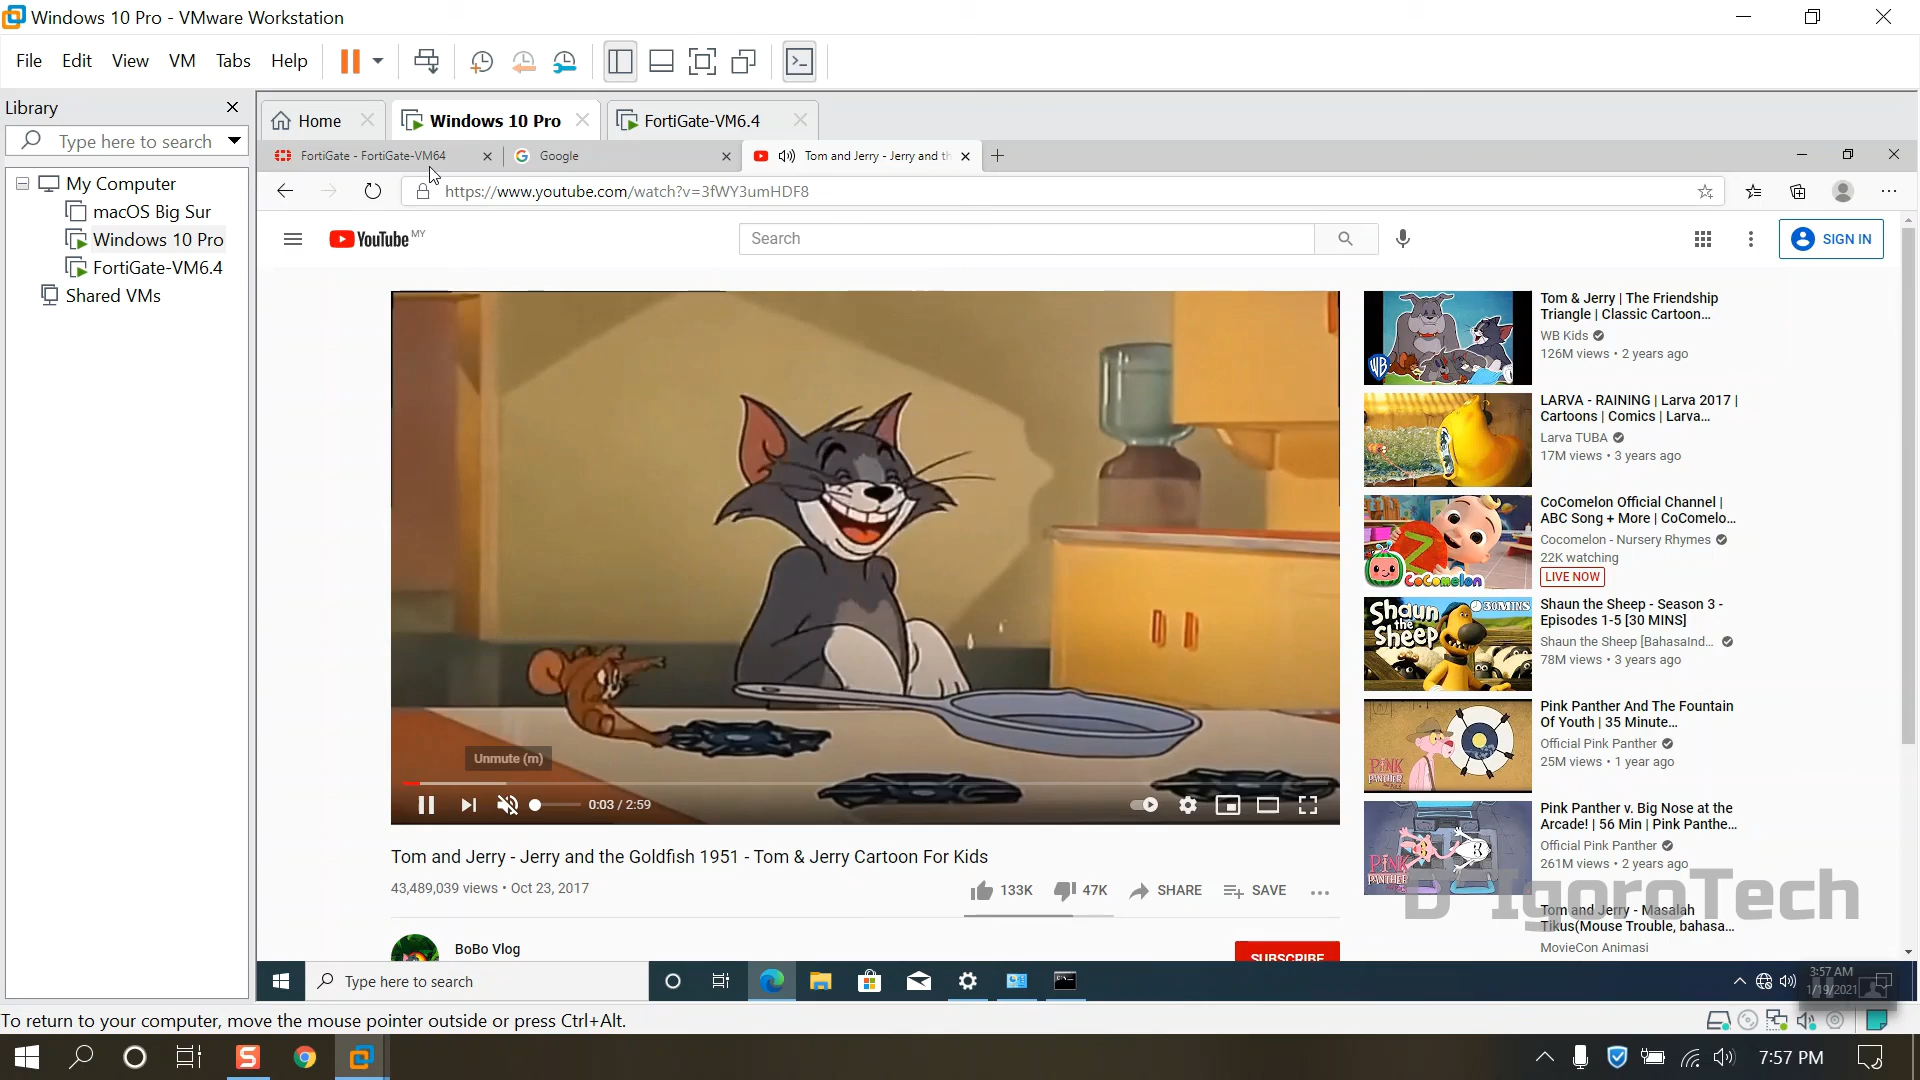 Windows 10 Pro - VMware Workstation
File Edit View VM Tabs Help
Library
Type here to search
My Computer
macOS Big Sur
Windows 10 Pro
FortiGate-VM6.4
Shared VMs
Home
Windows 10 Pro
FortiGate-VM6.4
FortiGate - FortiGate-VM64
Google
Tom and Jerry - Jerry and th
https://www.youtube.com/watch?v=3fWY3umHDF8
YouTube MY
Search
SIGN IN
Unmute (m)
0:03 / 2:59
Tom and Jerry - Jerry and the Goldfish 1951 - Tom & Jerry Cartoon For Kids
43,489,039 views • Oct 23, 2017
133K
47K
SHARE
SAVE
BoBo Vlog
SUBSCRIBE
WB
Tom & Jerry | The Friendship
Triangle | Classic Cartoon...
WB Kids
126M views • 2 years ago
LARVA - RAINING | Larva 2017 |
Cartoons | Comics | Larva...
Larva TUBA
17M views • 3 years ago
Z
CoComelon
CoComelon Official Channel |
ABC Song + More | CoComelo...
Cocomelon - Nursery Rhymes
22K watching
LIVE NOW
Shaun
the
Sheep
30MINS
Shaun the Sheep - Season 3 -
Episodes 1-5 [30 MINS]
Shaun the Sheep [BahasaInd...
78M views • 3 years ago
PINK
PANTHER
Pink Panther And The Fountain
Of Youth | 35 Minute...
Official Pink Panther
25M views • 1 year ago
PINK
PANTHER
Pink Panther v. Big Nose at the
Arcade! | 56 Min | Pink Panthe...
Official Pink Panther
261M views • 2 years ago
D' IgoroTech
Tom and Jerry - Masalah
Tikus(Mouse Trouble, bahasa...
MovieCon Animasi
Type here to search
3:57 AM
1/19/2021
To return to your computer, move the mouse pointer outside or press Ctrl+Alt.
7:57 PM